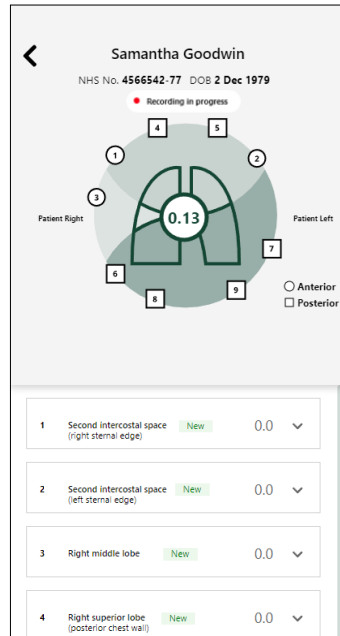 Samantha Goodwin
NHS No. 4566542-77 DOB 2 Dec 1979
Recording in progress
4
5
1
2
3
0.13
Patient Right
Patient Left
7
6
9
8
Anterior
Posterior
1 Second intercostal space New 0.0
(right sternal edge)
2 Second intercostal space New 0.0
(left sternal edge)
3 Right middle lobe New 0.0
4 Right superior lobe New 0.0
(posterior chest wall)